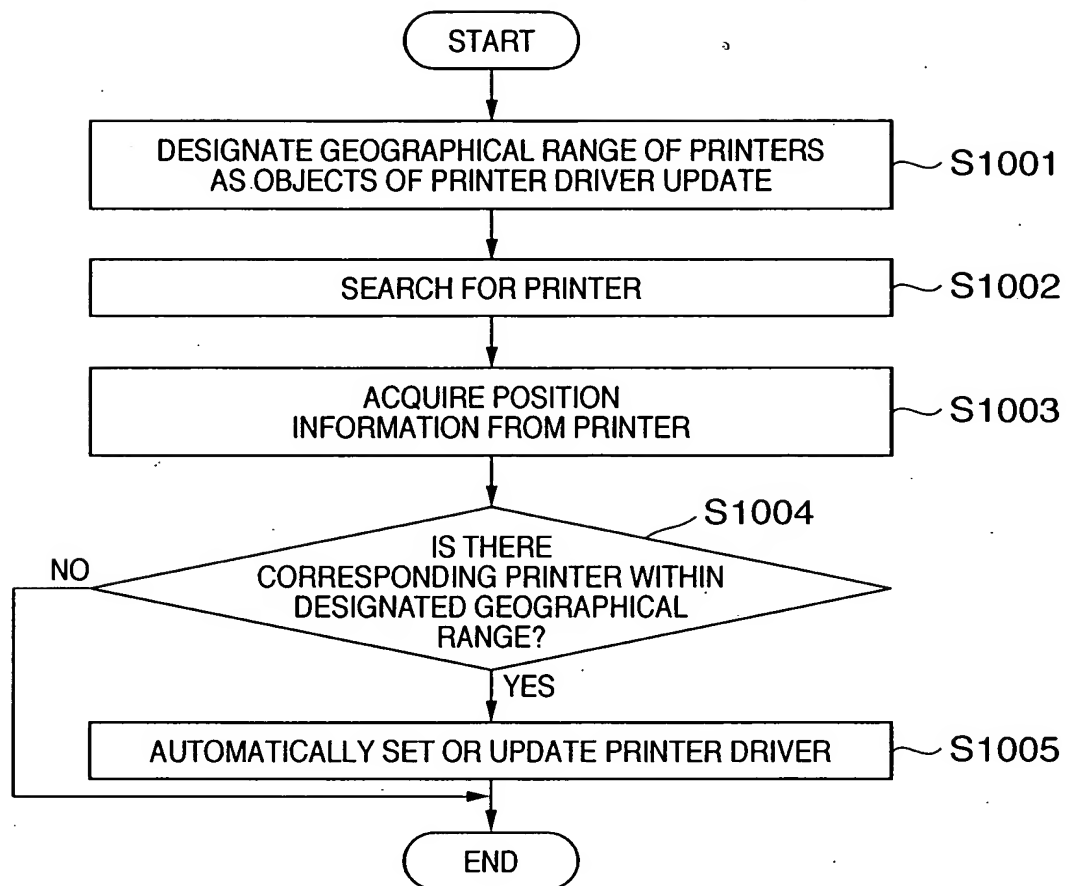 START
DESIGNATE GEOGRAPHICAL RANGE OF PRINTERS
AS OBJECTS OF PRINTER DRIVER UPDATE
S1001
SEARCH FOR PRINTER
S1002
ACQUIRE POSITION
INFORMATION FROM PRINTER
S1003
S1004
IS THERE
CORRESPONDING PRINTER WITHIN
DESIGNATED GEOGRAPHICAL
RANGE?
NO
YES
AUTOMATICALLY SET OR UPDATE PRINTER DRIVER
S1005
END